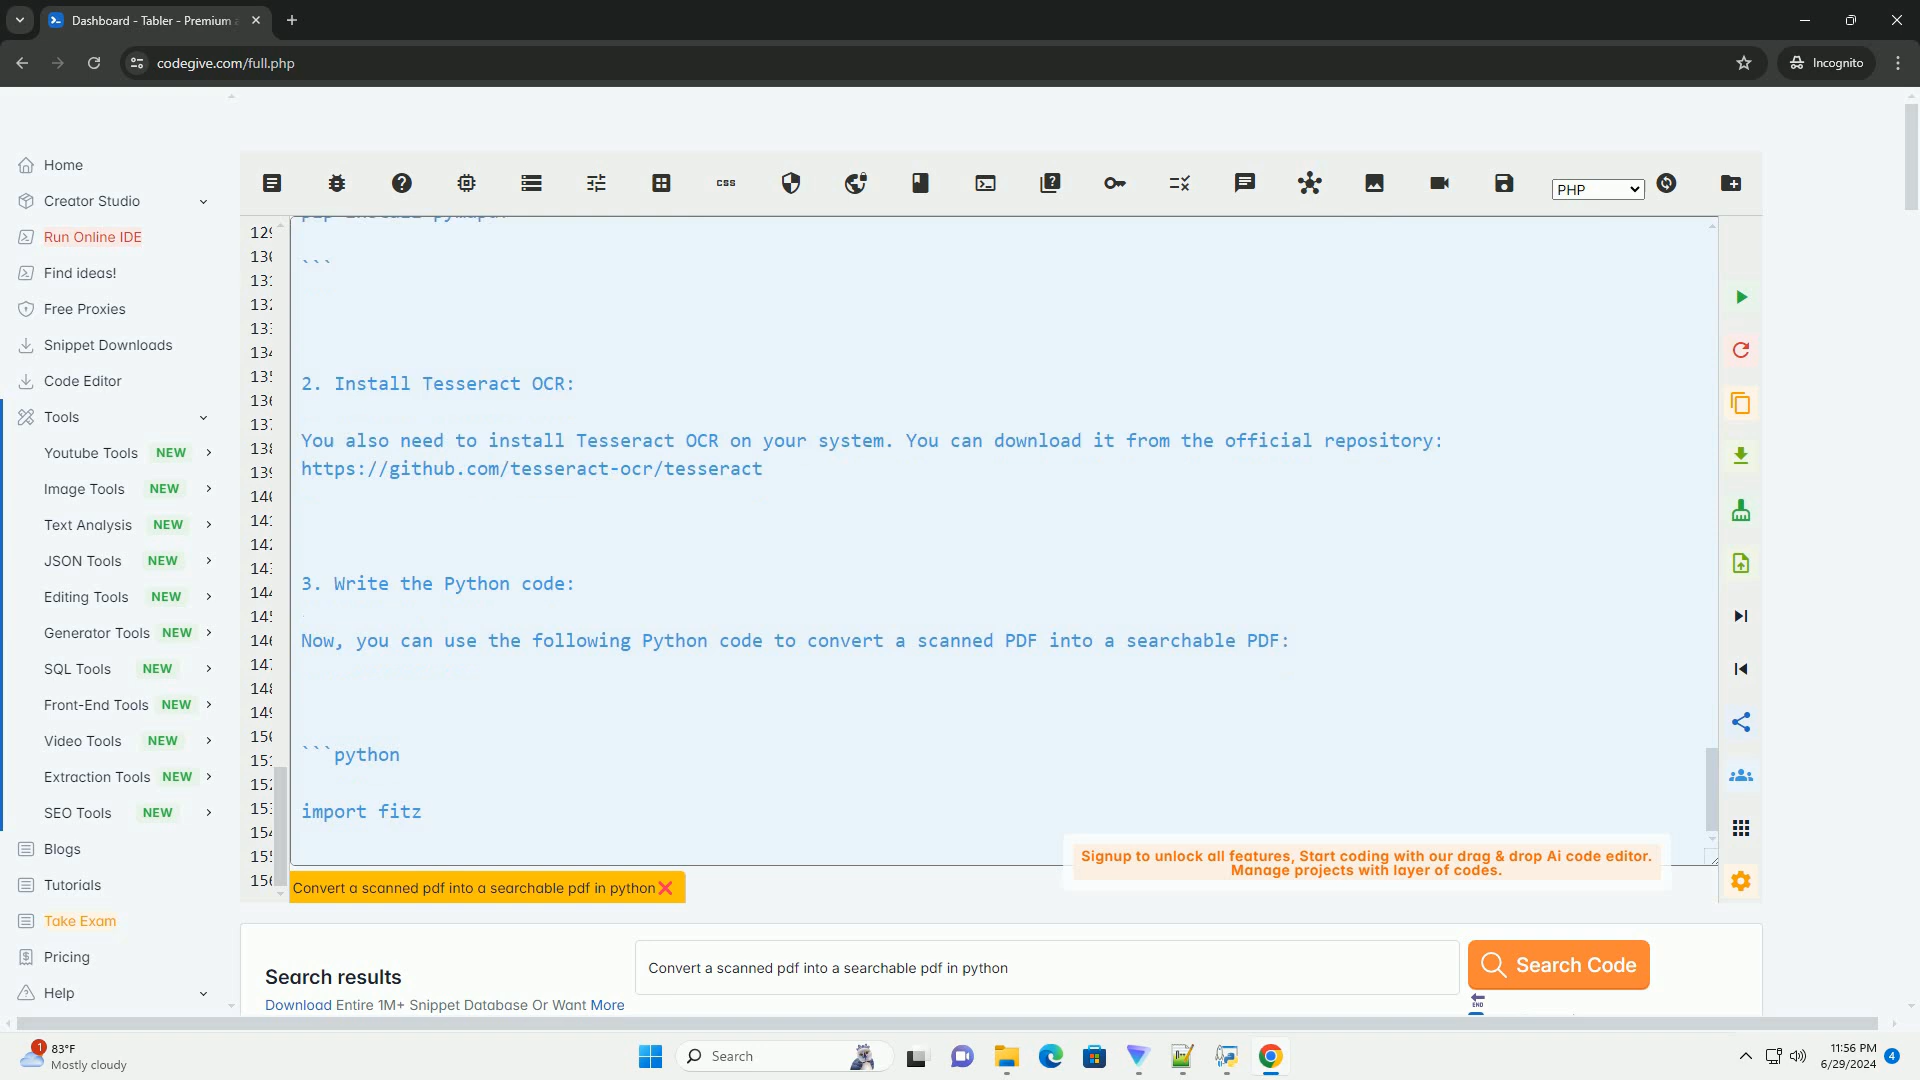 Dashboard - Tabler - Premium
codegive.com/full.php
Incognito
Home
Creator Studio
Run Online IDE
Find ideas!
Free Proxies
Snippet Downloads
Code Editor
Tools
Youtube Tools NEW
Image Tools NEW
Text Analysis NEW
JSON Tools NEW
Editing Tools NEW
Generator Tools NEW
SQL Tools NEW
Front-End Tools NEW
Video Tools NEW
Extraction Tools NEW
SEO Tools NEW
Blogs
Tutorials
Take Exam
Pricing
Help
css
PHP
```
2. Install Tesseract OCR:
You also need to install Tesseract OCR on your system. You can download it from the official repository:
https://github.com/tesseract-ocr/tesseract
3. Write the Python code:
Now, you can use the following Python code to convert a scanned PDF into a searchable PDF:
```python
import fitz
Signup to unlock all features, Start coding with our drag & drop Ai code editor.
Manage projects with layer of codes.
Convert a scanned pdf into a searchable pdf in python
Search results
Download Entire 1M+ Snippet Database Or Want More
Convert a scanned pdf into a searchable pdf in python
Search Code
END
1
83°F
Mostly cloudy
Search
11:56 PM
6/29/2024
4